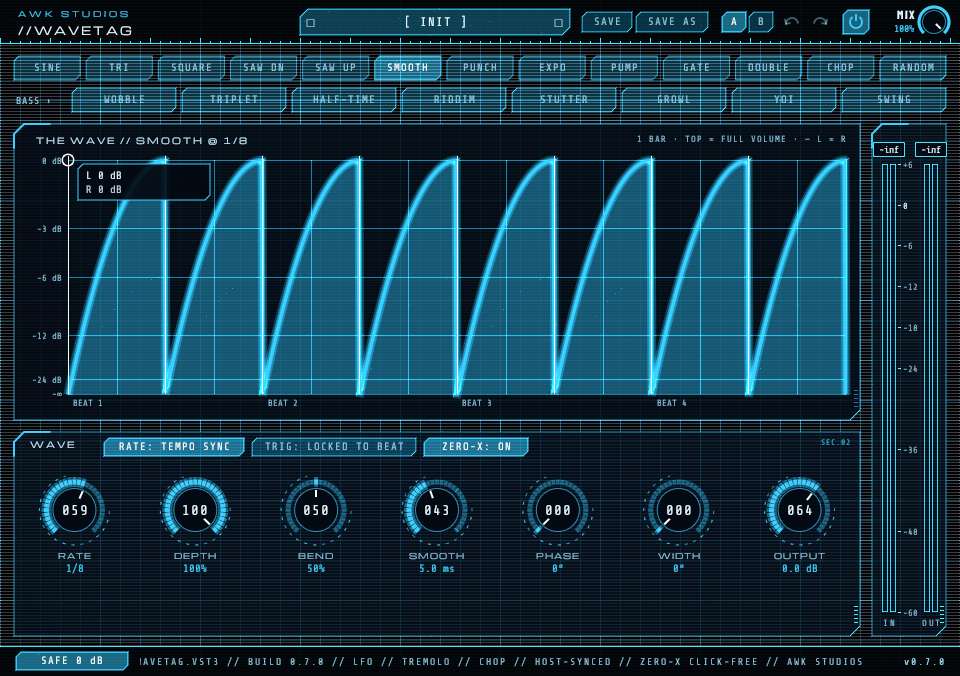 AWK STUDIOS
//WAVETAG
[ INIT ]
SAVE
SAVE AS
A
B
MIX
100%
SINE
TRI
SQUARE
SAW DN
SAW UP
SMOOTH
PUNCH
EXPO
PUMP
GATE
DOUBLE
CHOP
RANDOM
BASS ›
WOBBLE
TRIPLET
HALF-TIME
RIDDIM
STUTTER
GROWL
YOI
SWING
THE WAVE // SMOOTH @ 1/8
1 BAR · TOP = FULL VOLUME · — L = R
0 dB
L 0 dB
R 0 dB
-3 dB
-6 dB
-12 dB
-24 dB
-∞
BEAT 1
BEAT 2
BEAT 3
BEAT 4
-inf
-inf
+6
0
-6
-12
-18
-24
-36
-48
-60
IN
OUT
WAVE
RATE: TEMPO SYNC
TRIG: LOCKED TO BEAT
ZERO-X: ON
SEC.02
059
100
050
043
000
000
064
RATE
DEPTH
BEND
SMOOTH
PHASE
WIDTH
OUTPUT
1/8
100%
50%
5.0 ms
0°
0°
0.0 dB
SAFE 0 dB
AVETAG.VST3 // BUILD 0.7.0 // LFO // TREMOLO // CHOP // HOST-SYNCED // ZERO-X CLICK-FREE // AWK STUDIOS
v0.7.0